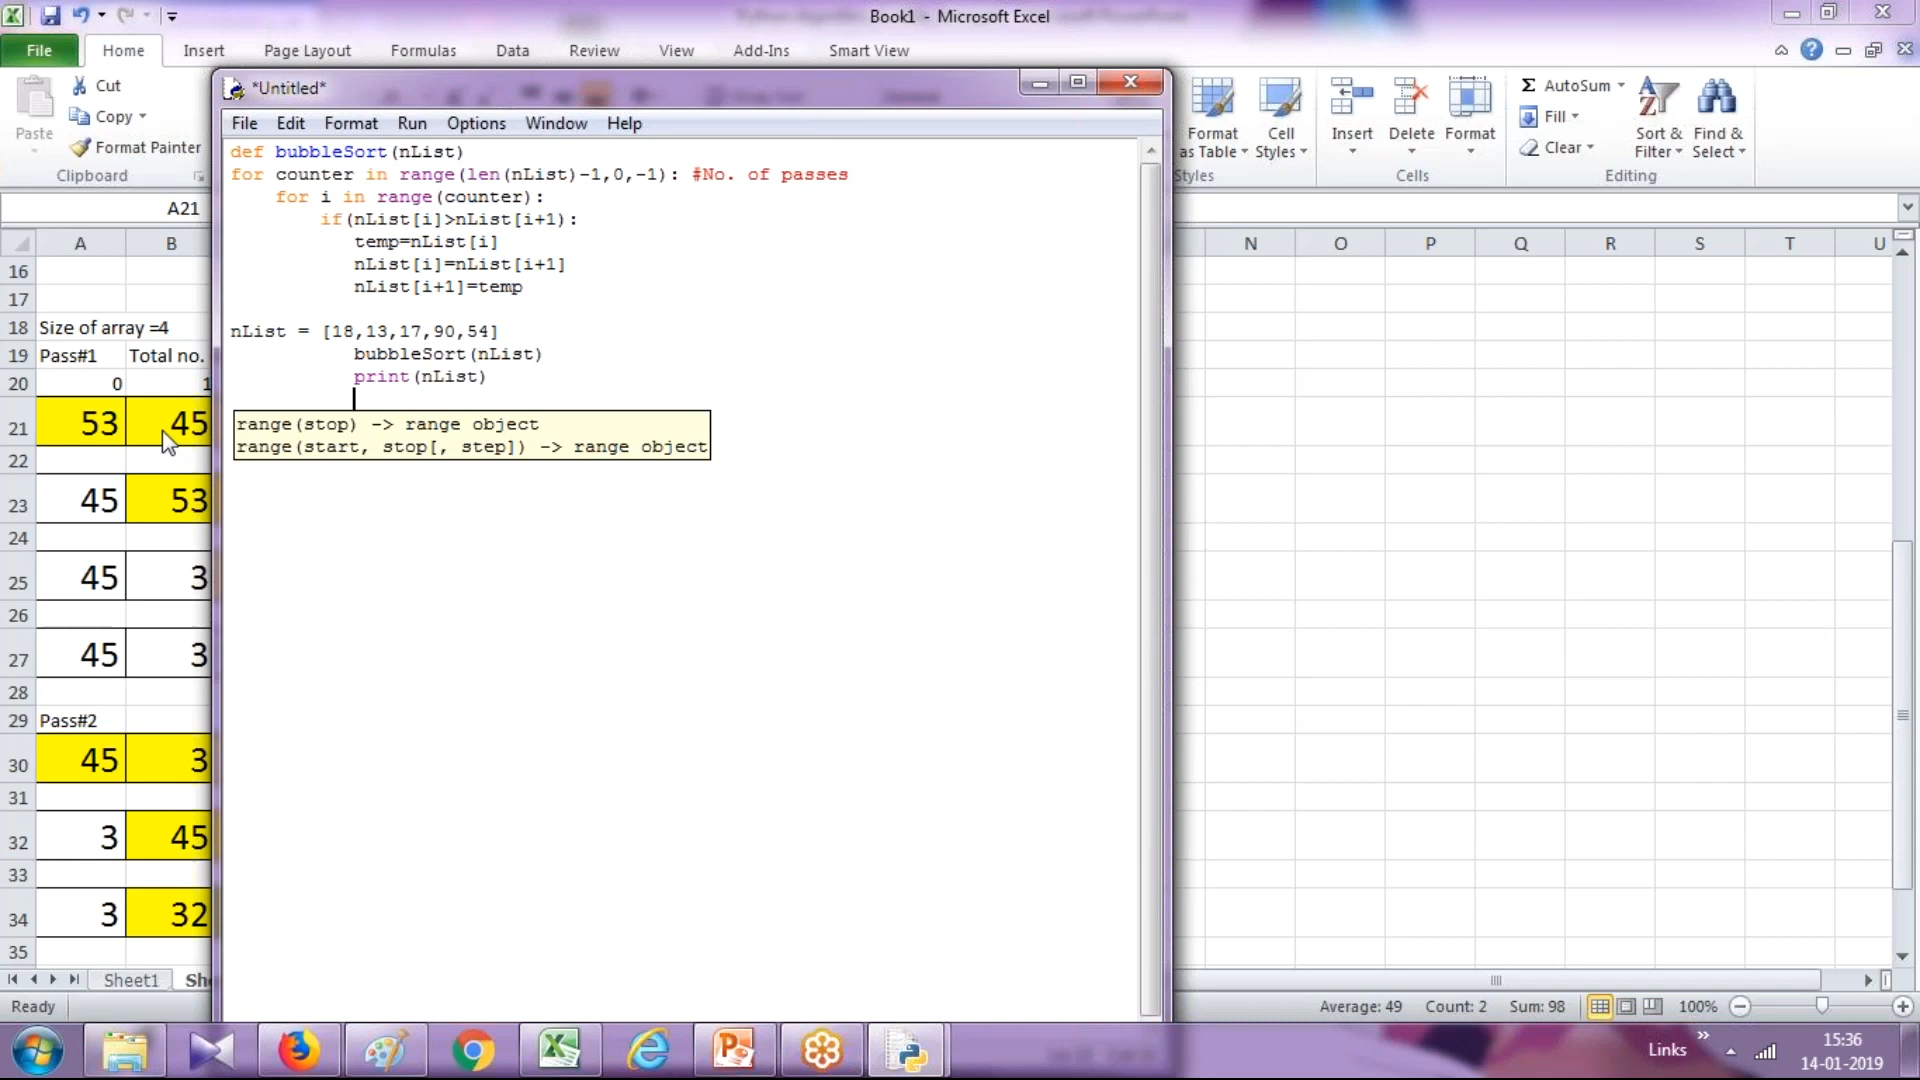 Book1 - Microsoft Excel
File Home Insert Page Layout Formulas Data Review View Add-Ins Smart View
Paste
Cut
Copy
Format Painter
Clipboard
Format as Table
Cell Styles
Styles
Insert
Delete
Format
Cells
Σ AutoSum
Fill
Clear
Sort & Filter
Find & Select
Editing
A21
A B N O P Q R S T U
*Untitled*
File Edit Format Run Options Window Help
def bubbleSort(nList)
for counter in range(len(nList)-1,0,-1): #No. of passes
for i in range(counter):
if(nList[i]>nList[i+1):
temp=nList[i]
nList[i]=nList[i+1]
nList[i+1]=temp
nList = [18,13,17,90,54]
bubbleSort(nList)
print(nList)
range(stop) -> range object
range(start, stop[, step]) -> range object
16
17
18 Size of array =4
19 Pass#1 Total no.
20 0 1
21 53 45
22
23 45 53
24
25 45 3
26
27 45 3
28
29 Pass#2
30 45 3
31
32 3 45
33
34 3 32
35
Sheet1 Sh
Ready
Average: 49 Count: 2 Sum: 98 100%
Links
15:36
14-01-2019